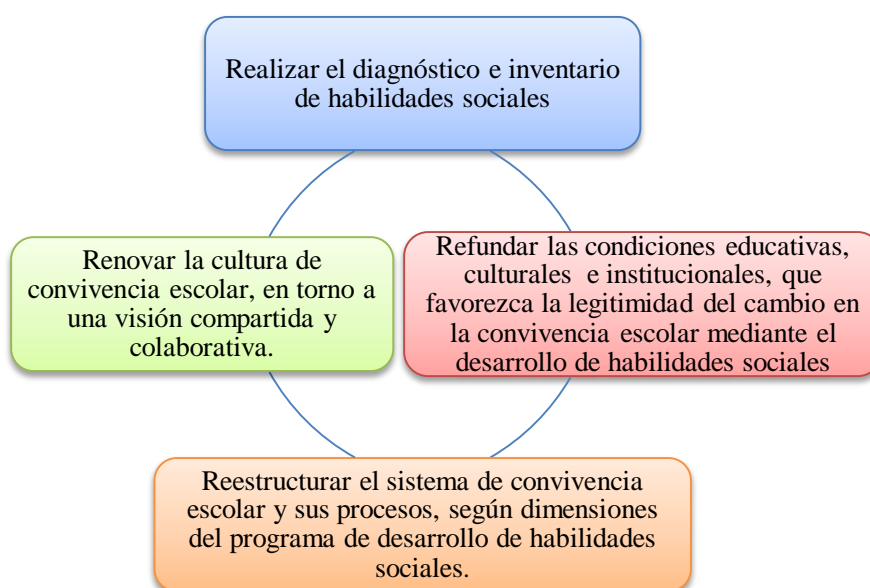 Realizar el diagnóstico e inventario
de habilidades sociales
Renovar la cultura de
convivencia escolar, en torno a
una visión compartida y
colaborativa.
Refundar las condiciones educativas,
culturales e institucionales, que
favorezca la legitimidad del cambio en
la convivencia escolar mediante el
desarrollo de habilidades sociales
Reestructurar el sistema de convivencia
escolar y sus procesos, según dimensiones
del programa de desarrollo de habilidades
sociales.